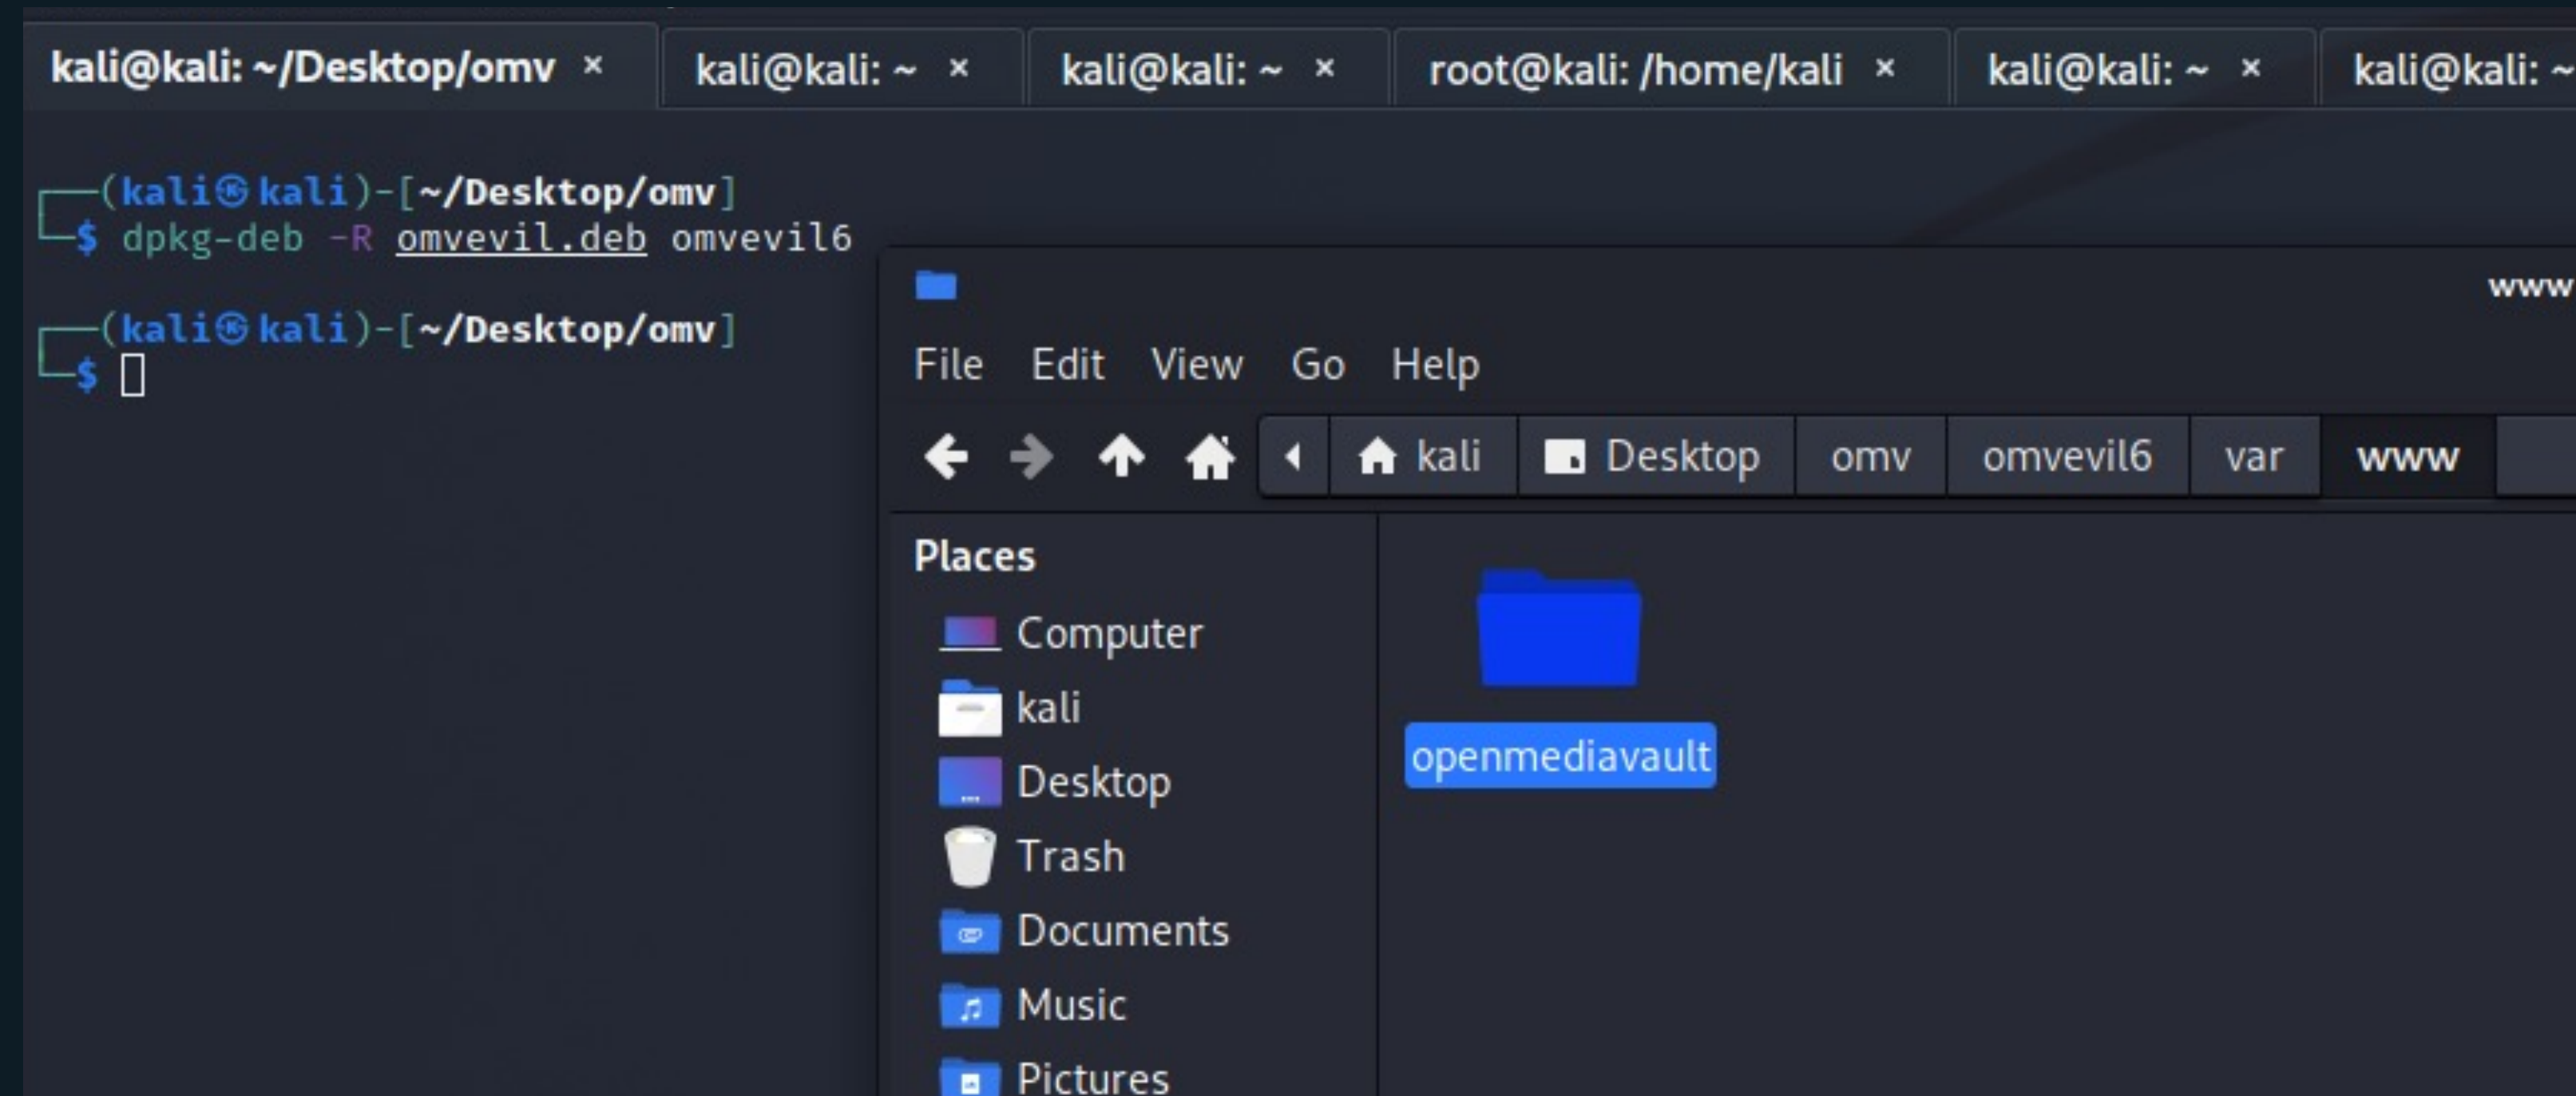 kali@kali: ~/Desktop/omv × kali@kali: ~ × kali@kali: ~ × root@kali: /home/kali × kali@kali: ~ × kali@kali: ~
┌──(kali㉿kali)-[~/Desktop/omv]
└─$ dpkg-deb -R omvevil.deb omvevil6
┌──(kali㉿kali)-[~/Desktop/omv]
└─$
www
File Edit View Go Help
kali Desktop omv omvevil6 var www
Places
Computer
kali
Desktop
Trash
Documents
Music
Pictures
openmediavault